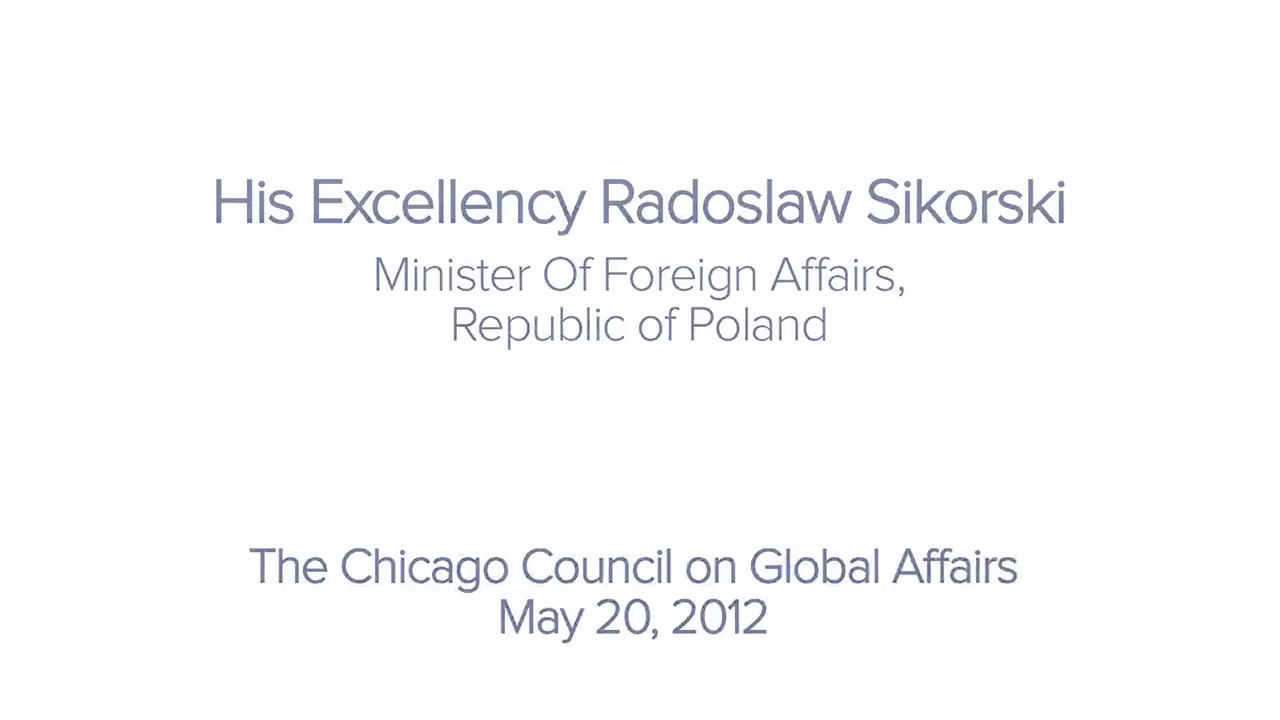 His Excellency Radoslaw Sikorski
Minister Of Foreign Affairs,
Republic of Poland
The Chicago Council on Global Affairs
May 20, 2012